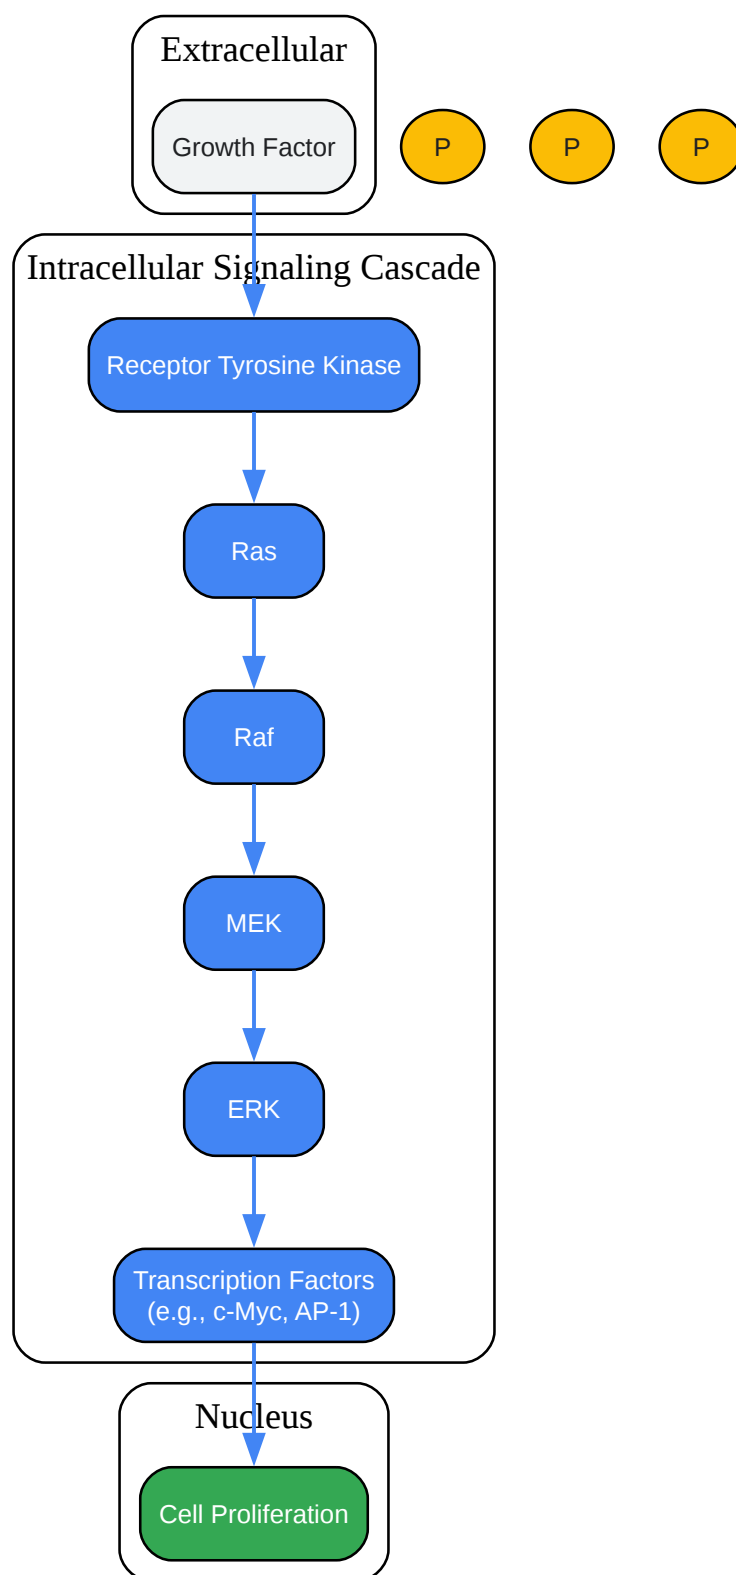 Extracellular
Growth Factor
P
P
P
Intracellular Signaling Cascade
Receptor Tyrosine Kinase
Ras
Raf
MEK
ERK
Transcription Factors
(e.g., c-Myc, AP-1)
Nucleus
Cell Proliferation